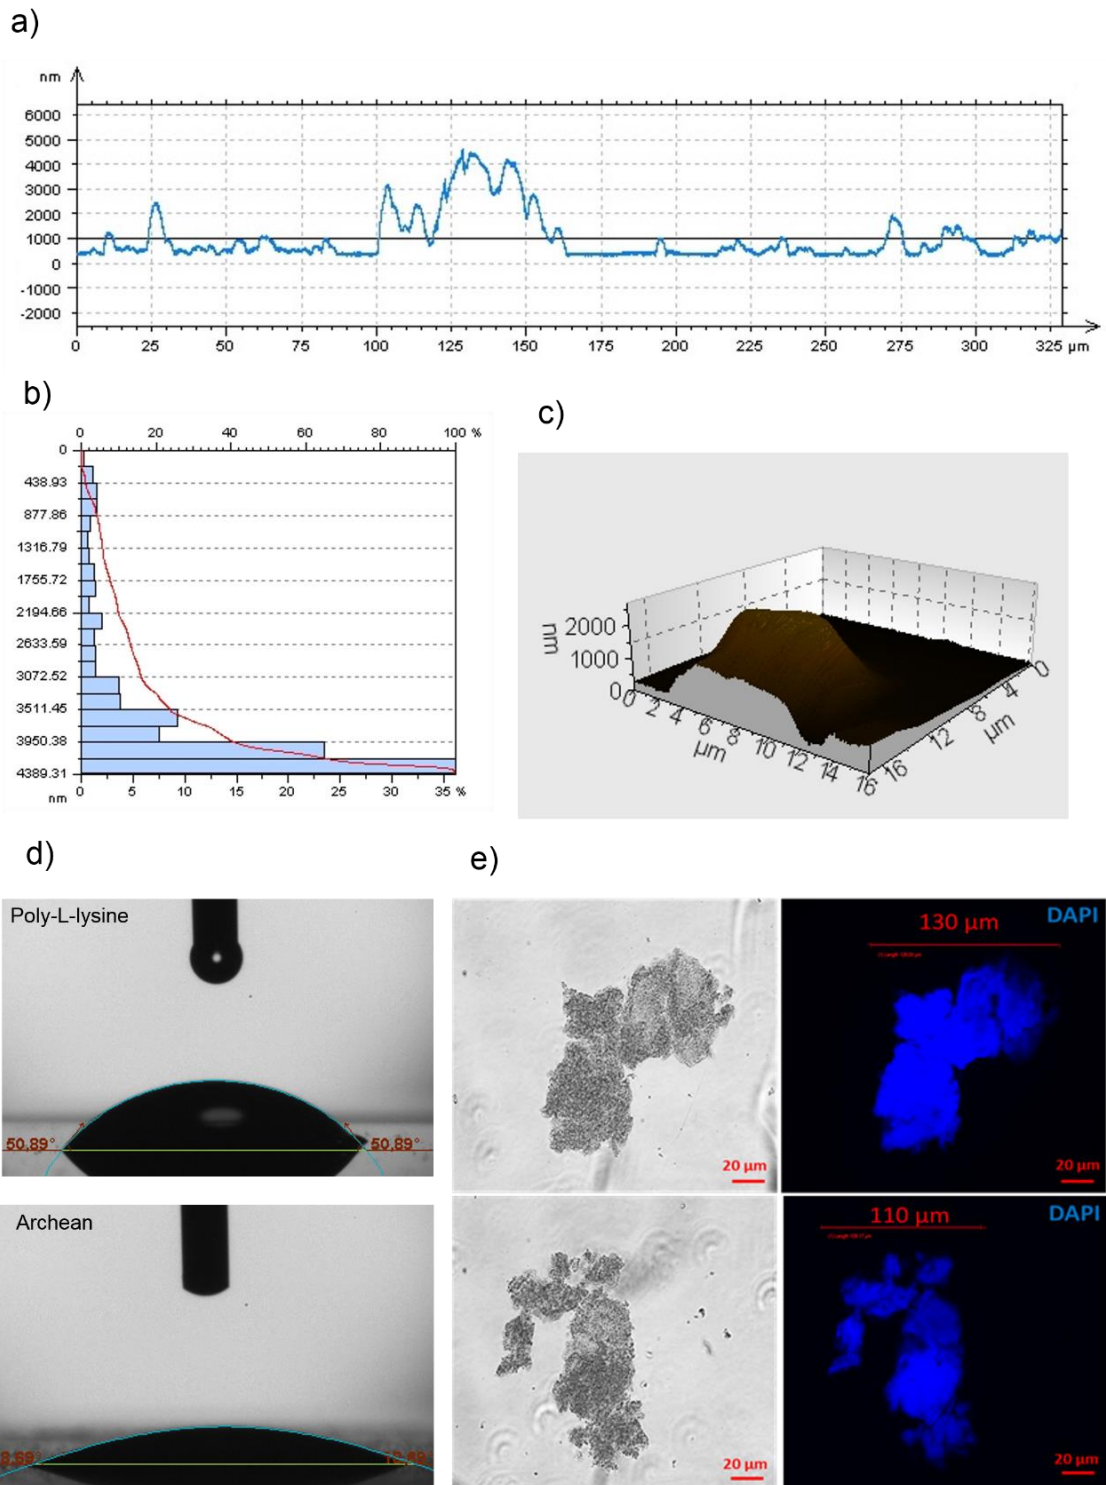 a)
nm
6000
5000
4000
3000
2000
1000
0
-1000
-2000
0 25 50 75 100 125 150 175 200 225 250 275 300 325 µm
b)
0 20 40 60 80 100 %
0
438.93
877.86
1316.79
1755.72
2194.66
2633.59
3072.52
3511.45
3950.38
4389.31
nm
0 5 10 15 20 25 30 35 %
c)
nm
2000
1000
0
0 2 4 6 8 10 12 14 16
µm
0 4 8 12 16
µm
d)
Poly-L-lysine
50,89° 50,89°
Archean
e)
130 µm
DAPI
20 µm
20 µm
110 µm
DAPI
20 µm
20 µm